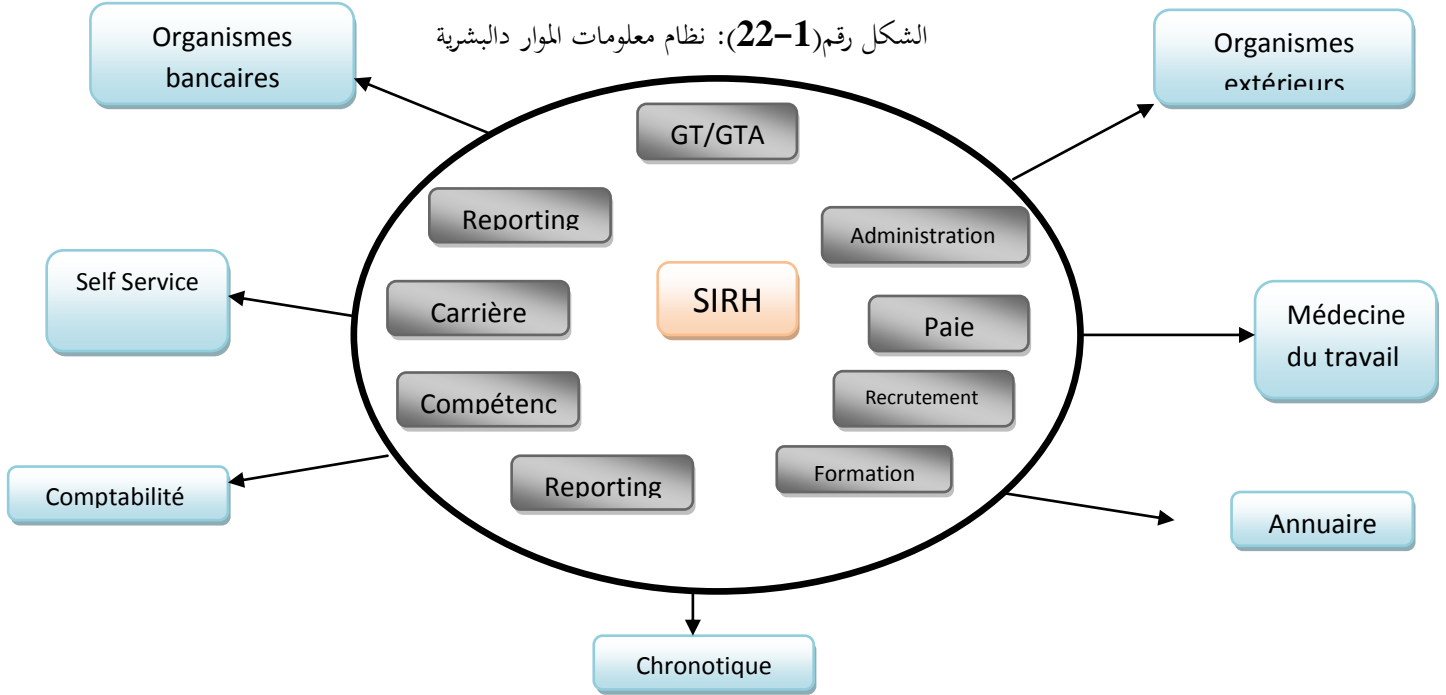 الشكل رقم(1-22): نظام معلومات الموار دالبشرية
Organismes
bancaires
Organismes
extérieurs
GT/GTA
Reporting
Administration
Self Service
SIRH
Carrière
Paie
Médecine
du travail
Compétenc
Recrutement
Formation
Reporting
Comptabilité
Annuaire
Chronotique